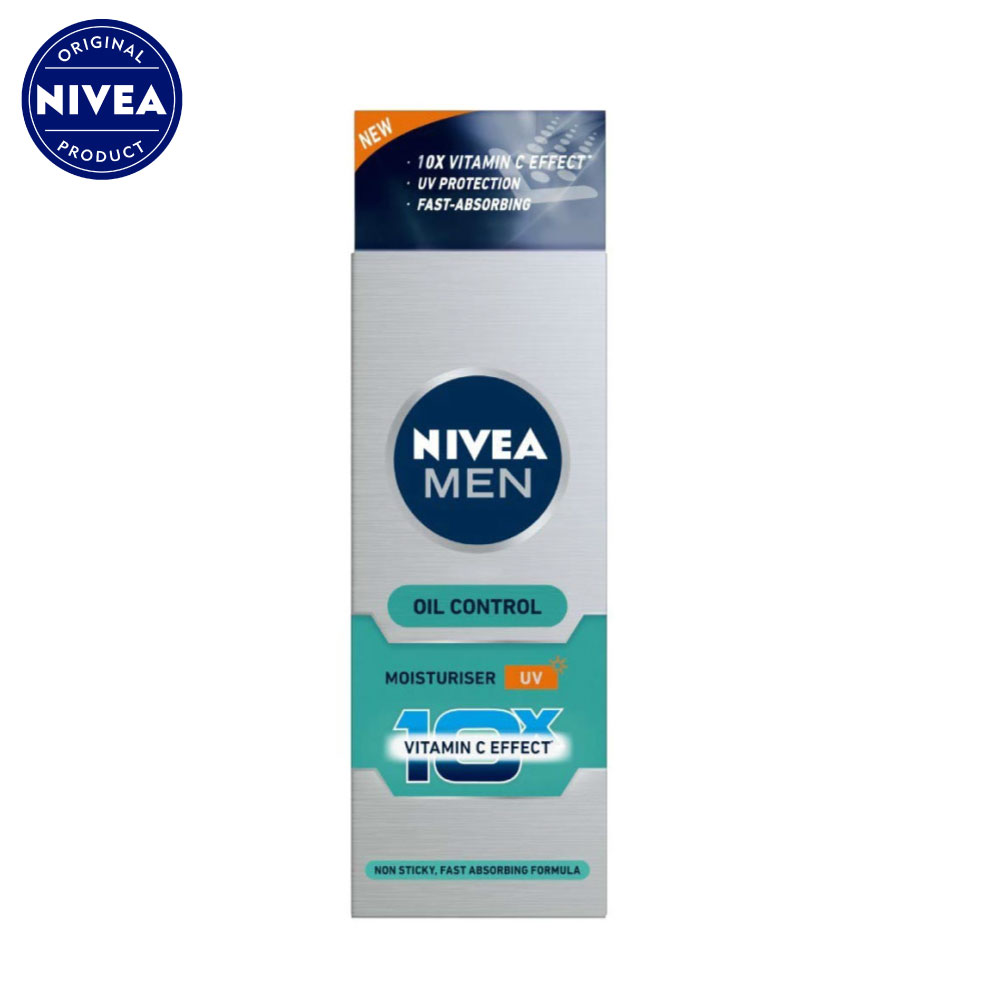 ORIGINAL
NIVEA
PRODUCT
NEW
· 10X VITAMIN C EFFECT*
· UV PROTECTION
· FAST-ABSORBING
NIVEA
MEN
OIL CONTROL
MOISTURISER UV
10X
VITAMIN C EFFECT*
NON STICKY, FAST ABSORBING FORMULA